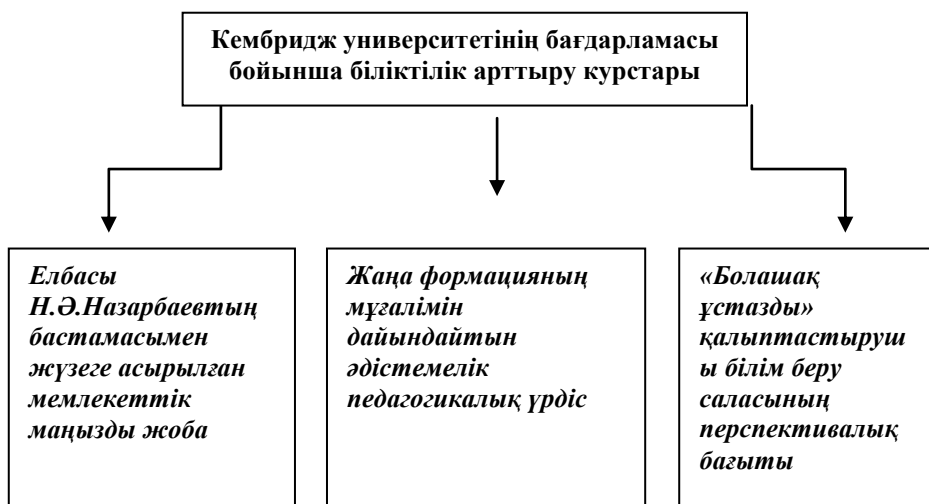 Кембридж университетінің бағдарламасы
бойынша біліктілік арттыру курстары
Елбасы
Н.Ә.Назарбаевтың
бастамасымен
жүзеге асырылған
мемлекеттік
маңызды жоба
Жаңа формацияның
мұғалімін
дайындайтын
әдістемелік
педагогикалық үрдіс
«Болашақ
ұстазды»
қалыптастыруш
ы білім беру
саласының
перспективалық
бағыты